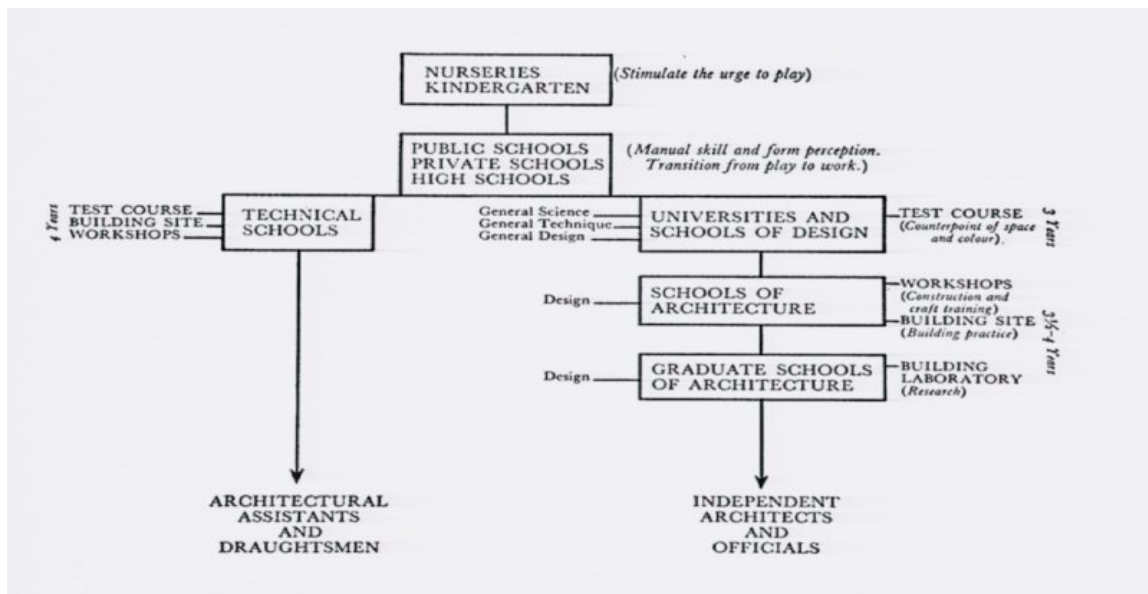 NURSERIES
KINDERGARTEN
(Stimulate the urge to play)
PUBLIC SCHOOLS
PRIVATE SCHOOLS
HIGH SCHOOLS
(Manual skill and form perception.
Transition from play to work.)
4 Years
TEST COURSE
BUILDING SITE
WORKSHOPS
TECHNICAL
SCHOOLS
General Science
General Technique
General Design
UNIVERSITIES AND
SCHOOLS OF DESIGN
TEST COURSE
(Counterpoint of space
and colour).
3 Years
Design
SCHOOLS OF
ARCHITECTURE
WORKSHOPS
(Construction and
craft training)
BUILDING SITE
(Building practice)
Years
Design
GRADUATE SCHOOLS
OF ARCHITECTURE
BUILDING
LABORATORY
(Research)
ARCHITECTURAL
ASSISTANTS
AND
DRAUGHTSMEN
INDEPENDENT
ARCHITECTS
AND
OFFICIALS